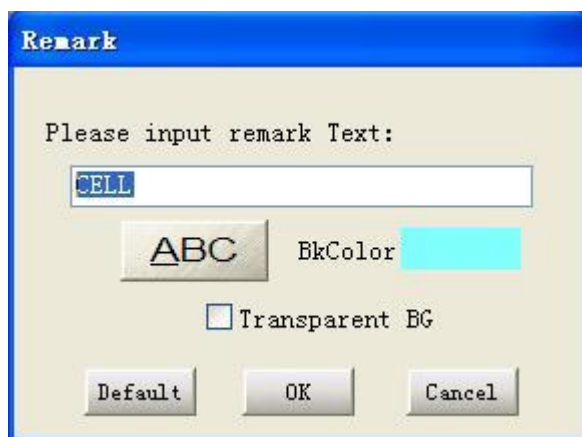 Remark
Please input remark Text:
CELL
ABC BkColor
Transparent BG
Default OK Cancel